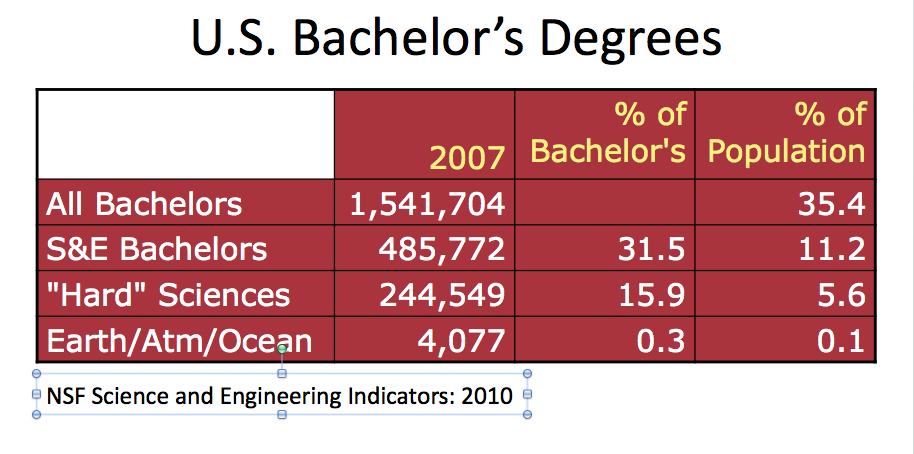 U.S. Bachelor’s Degrees
2007 % of Bachelor's % of Population
All Bachelors 1,541,704 35.4
S&E Bachelors 485,772 31.5 11.2
"Hard" Sciences 244,549 15.9 5.6
Earth/Atm/Ocean 4,077 0.3 0.1
NSF Science and Engineering Indicators: 2010